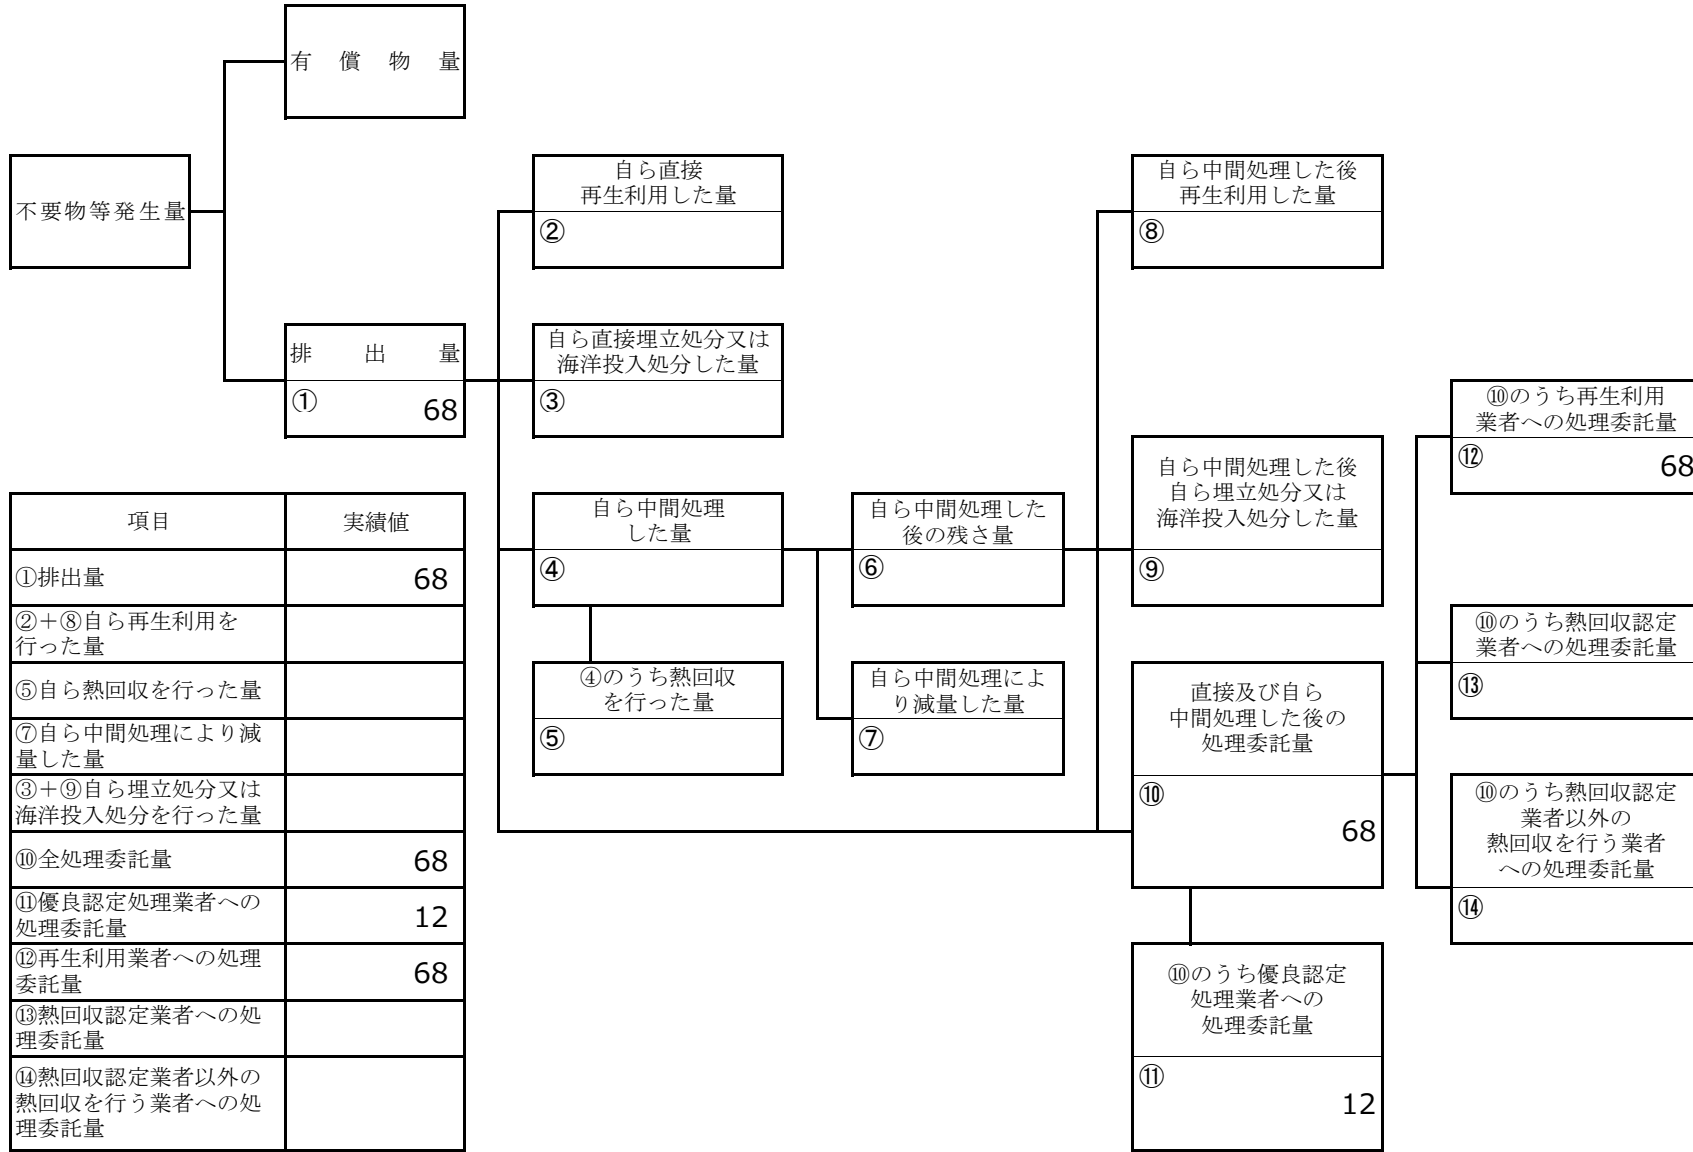 有償物量
不要物等発生量
自ら直接
再生利用した量
②
自ら中間処理した後
再生利用した量
⑧
排出量
① 68
自ら直接埋立処分又は
海洋投入処分した量
③
⑩のうち再生利用
業者への処理委託量
⑫ 68
自ら中間処理
した量
④
自ら中間処理した
後の残さ量
⑥
自ら中間処理した後
自ら埋立処分又は
海洋投入処分した量
⑨
④のうち熱回収
を行った量
⑤
自ら中間処理によ
り減量した量
⑦
直接及び自ら
中間処理した後の
処理委託量
⑩
68
⑩のうち熱回収認定
業者への処理委託量
⑬
⑩のうち熱回収認定
業者以外の
熱回収を行う業者
への処理委託量
⑭
⑩のうち優良認定
処理業者への
処理委託量
⑪
12
項目 実績値
①排出量 68
②+⑧自ら再生利用を
行った量
⑤自ら熱回収を行った量
⑦自ら中間処理により減
量した量
③+⑨自ら埋立処分又は
海洋投入処分を行った量
⑩全処理委託量 68
⑪優良認定処理業者への
処理委託量 12
⑫再生利用業者への処理
委託量 68
⑬熱回収認定業者への処
理委託量
⑭熱回収認定業者以外の
熱回収を行う業者への処
理委託量